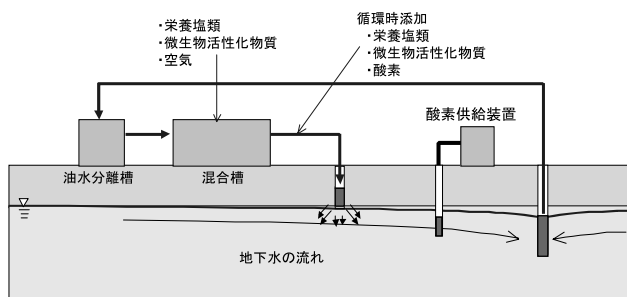 ・栄養塩類
・微生物活性化物質
・空気
循環時添加
・栄養塩類
・微生物活性化物質
・酸素
酸素供給装置
油水分離槽
混合槽
地下水の流れ